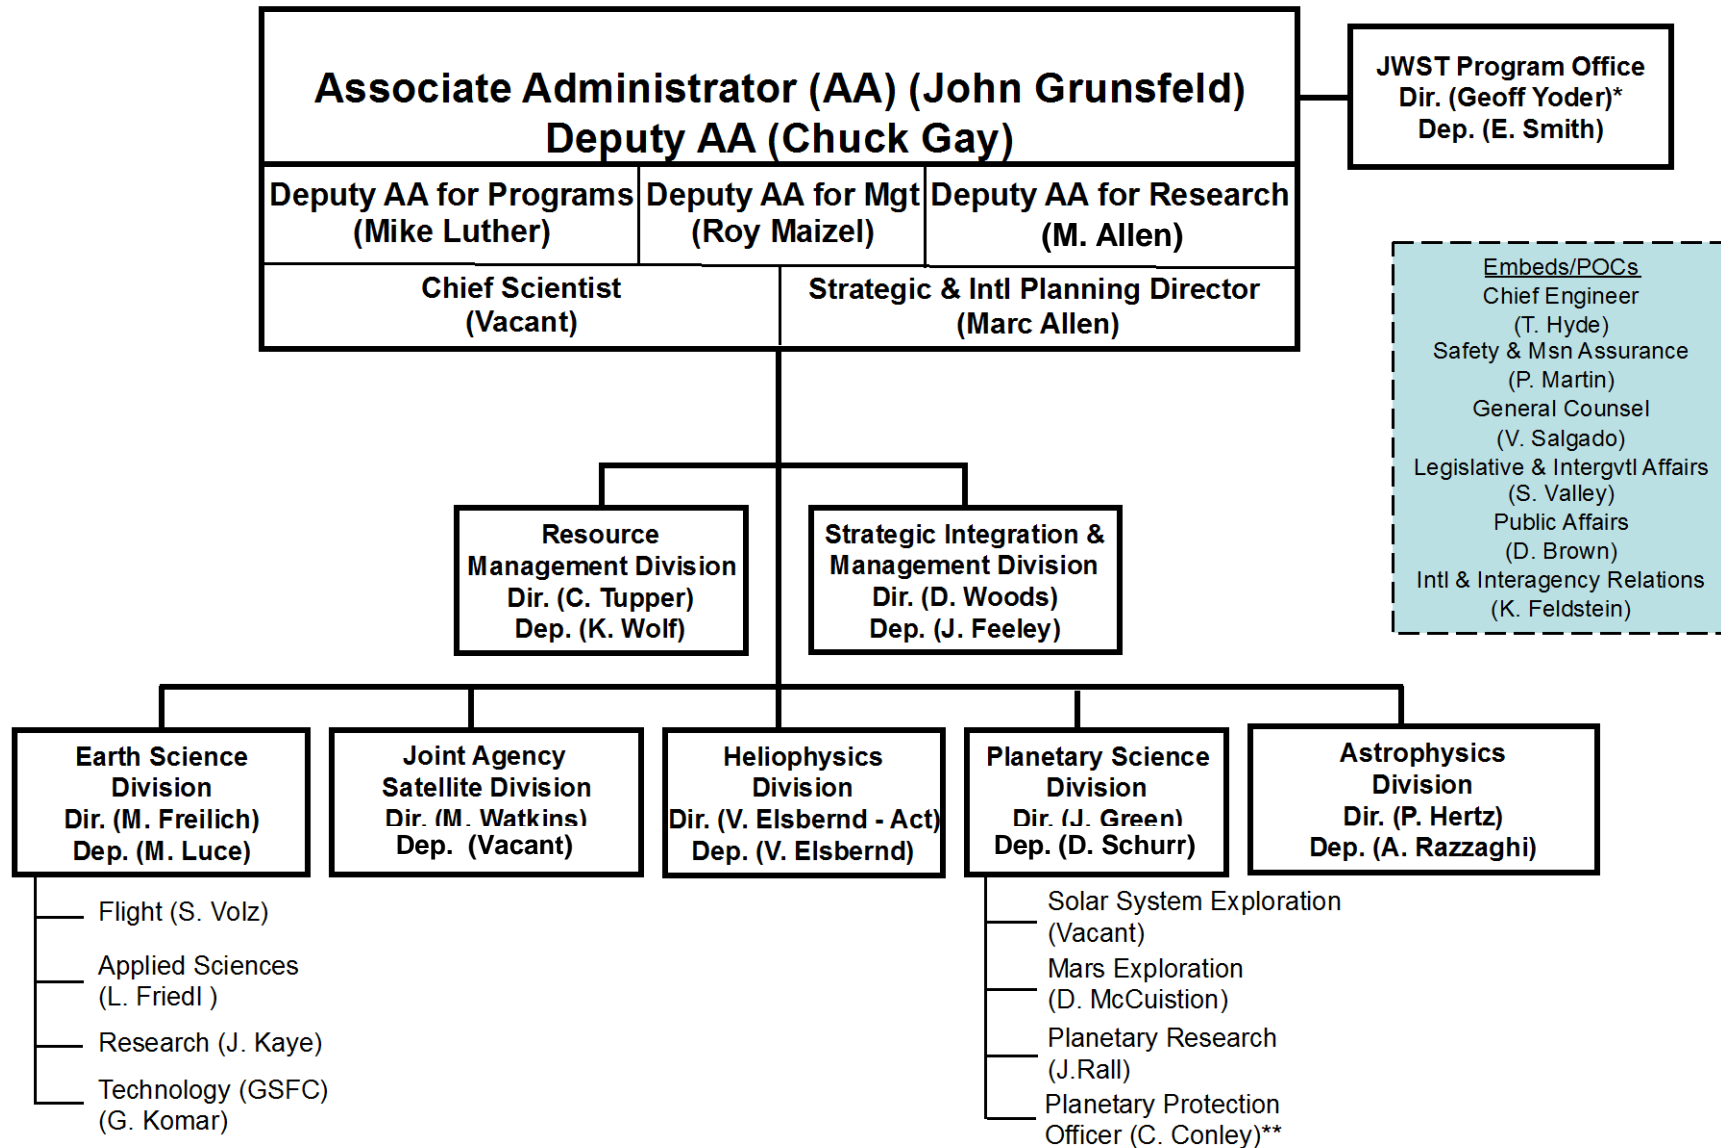 Associate Administrator (AA) (John Grunsfeld)
Deputy AA (Chuck Gay)
Deputy AA for Programs
(Mike Luther)
Deputy AA for Mgt
(Roy Maizel)
Deputy AA for Research
(M. Allen)
Chief Scientist
(Vacant)
Strategic & Intl Planning Director
(Marc Allen)
JWST Program Office
Dir. (Geoff Yoder)*
Dep. (E. Smith)
Embeds/POCs
Chief Engineer
(T. Hyde)
Safety & Msn Assurance
(P. Martin)
General Counsel
(V. Salgado)
Legislative & Intergvtl Affairs
(S. Valley)
Public Affairs
(D. Brown)
Intl & Interagency Relations
(K. Feldstein)
Resource
Management Division
Dir. (C. Tupper)
Dep. (K. Wolf)
Strategic Integration &
Management Division
Dir. (D. Woods)
Dep. (J. Feeley)
Earth Science
Division
Dir. (M. Freilich)
Dep. (M. Luce)
Flight (S. Volz)
Applied Sciences
(L. Friedl )
Research (J. Kaye)
Technology (GSFC)
(G. Komar)
Joint Agency
Satellite Division
Dir. (M. Watkins)
Dep. (Vacant)
Heliophysics
Division
Dir. (V. Elsbernd - Act)
Dep. (V. Elsbernd)
Planetary Science
Division
Dir. (J. Green)
Dep. (D. Schurr)
Solar System Exploration
(Vacant)
Mars Exploration
(D. McCuistion)
Planetary Research
(J.Rall)
Planetary Protection
Officer (C. Conley)**
Astrophysics
Division
Dir. (P. Hertz)
Dep. (A. Razzaghi)